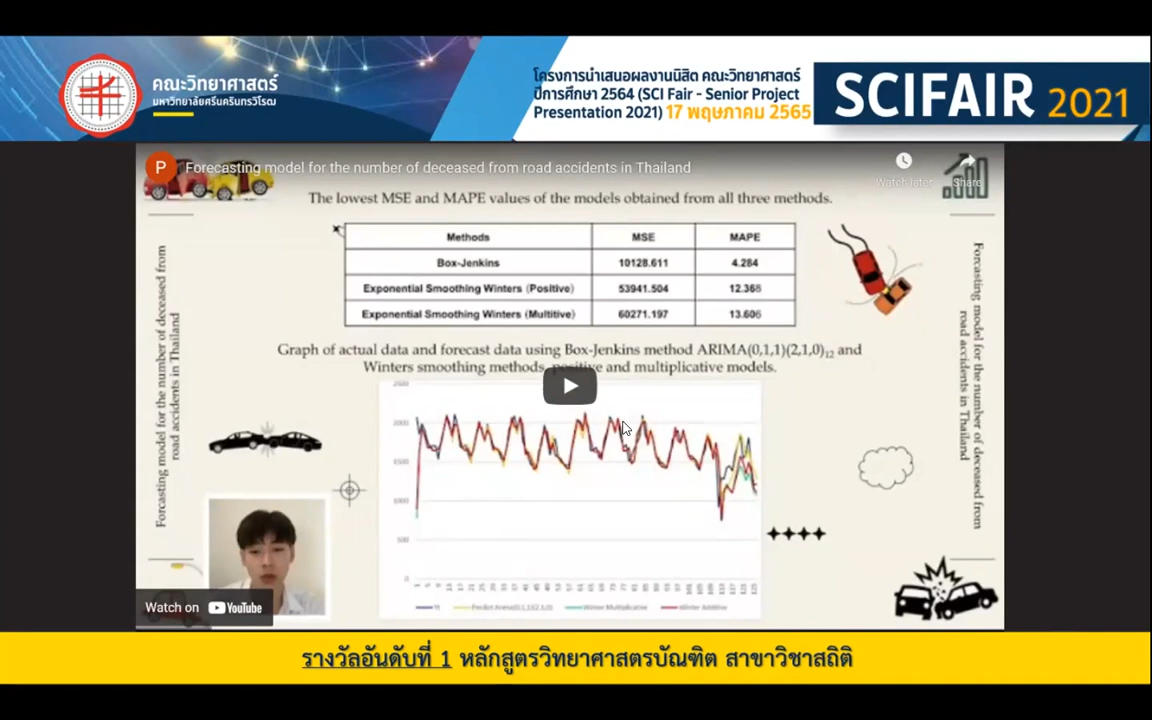 คณะวิทยาศาสตร์
มหาวิทยาลัยศรีนครินทรวิโรฒ
โครงการนำเสนอผลงานนิสิต คณะวิทยาศาสตร์
ปีการศึกษา 2564 (SCI Fair - Senior Project
Presentation 2021) 17 พฤษภาคม 2565
SCIFAIR 2021
P Forecasting model for the number of deceased from road accidents in Thailand
Watch later
Share
The lowest MSE and MAPE values of the models obtained from all three methods.
Methods MSE MAPE
Box-Jenkins 10128.611 4.284
Exponential Smoothing Winters (Positive) 53941.504 12.368
Exponential Smoothing Winters (Multitive) 60271.197 13.606
Graph of actual data and forecast data using Box-Jenkins method ARIMA(0,1,1)(2,1,0)12 and
Winters smoothing methods, positive and multiplicative models.
Forcasting model for the number of deceased from
road accidents in Thailand
Forcasting model for the number of deceased from
road accidents in Thailand
2500
2000
1500
1000
500
0
Winter Multiplicative
Winter Additive
Watch on YouTube
รางวัลอันดับที่ 1 หลักสูตรวิทยาศาสตรบัณฑิต สาขาวิชาสถิติ